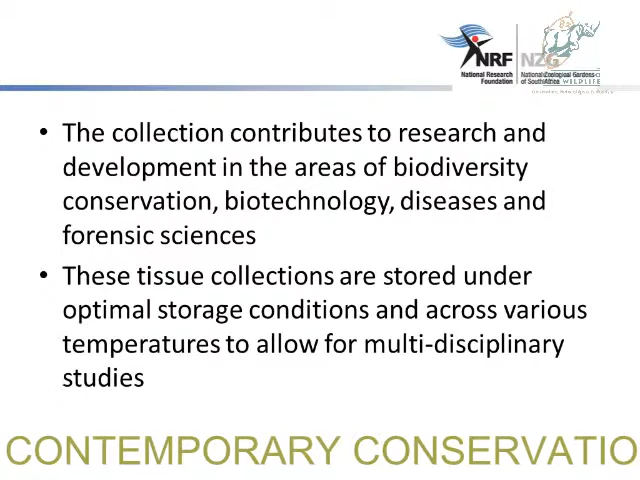 NRF
NZG
National Research
Foundation
National Zoological Gardens
of South Africa
WILDLIFE
• The collection contributes to research and
development in the areas of biodiversity
conservation, biotechnology, diseases and
forensic sciences
• These tissue collections are stored under
optimal storage conditions and across various
temperatures to allow for multi-disciplinary
studies
CONTEMPORARY CONSERVATIO